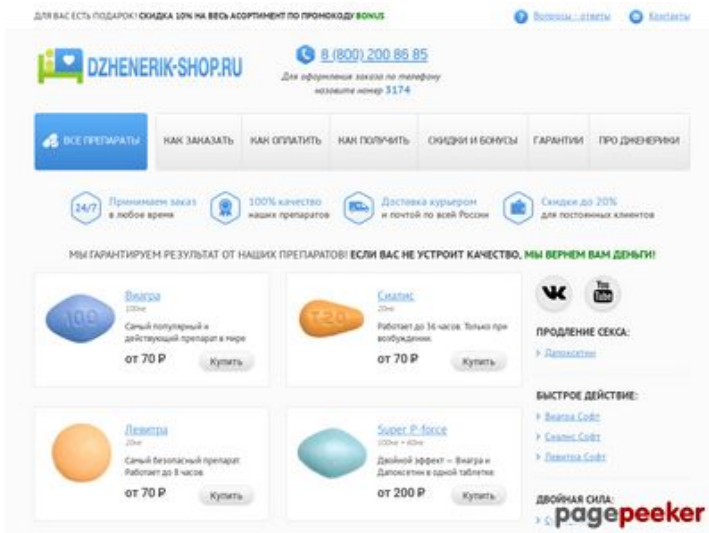 ДЛЯ ВАС ЕСТЬ ПОДАРОК! СКИДКА 10% НА ВЕСЬ АСОРТИМЕНТ ПО ПРОМОКОДУ BONUS
Вопросы - ответы
Контакты
DZHENERIK-SHOP.RU
8 (800) 200 86 85
Для оформления заказа по телефону
назовите номер 3174
ВСЕ ПРЕПАРАТЫ
КАК ЗАКАЗАТЬ
КАК ОПЛАТИТЬ
КАК ПОЛУЧИТЬ
СКИДКИ И БОНУСЫ
ГАРАНТИИ
ПРО ДЖЕНЕРИКИ
24/7
Принимаем заказ
в любое время
100% качество
наших препаратов
Доставка курьером
и почтой по всей России
Скидки до 20%
для постоянных клиентов
МЫ ГАРАНТИРУЕМ РЕЗУЛЬТАТ ОТ НАШИХ ПРЕПАРАТОВ! ЕСЛИ ВАС НЕ УСТРОИТ КАЧЕСТВО, МЫ ВЕРНЕМ ВАМ ДЕНЬГИ!
100
Виагра
100мг
Самый популярный и
действующий препарат в мире
от 70 ₽
Купить
T20
Сиалис
20мг
Работает до 36 часов. Только при
возбуждении.
от 70 ₽
Купить
Левитра
20мг
Самый безопасный препарат.
Работает до 8 часов.
от 70 ₽
Купить
Super P-force
100мг + 60мг
Двойной эффект — Виагра и
Дапоксетин в одной таблетке
от 200 ₽
Купить
You
Tube
ПРОДЛЕНИЕ СЕКСА:
Дапоксетин
БЫСТРОЕ ДЕЙСТВИЕ:
Виагра Софт
Сиалис Софт
Левитра Софт
ДВОЙНАЯ СИЛА:
pagepeeker